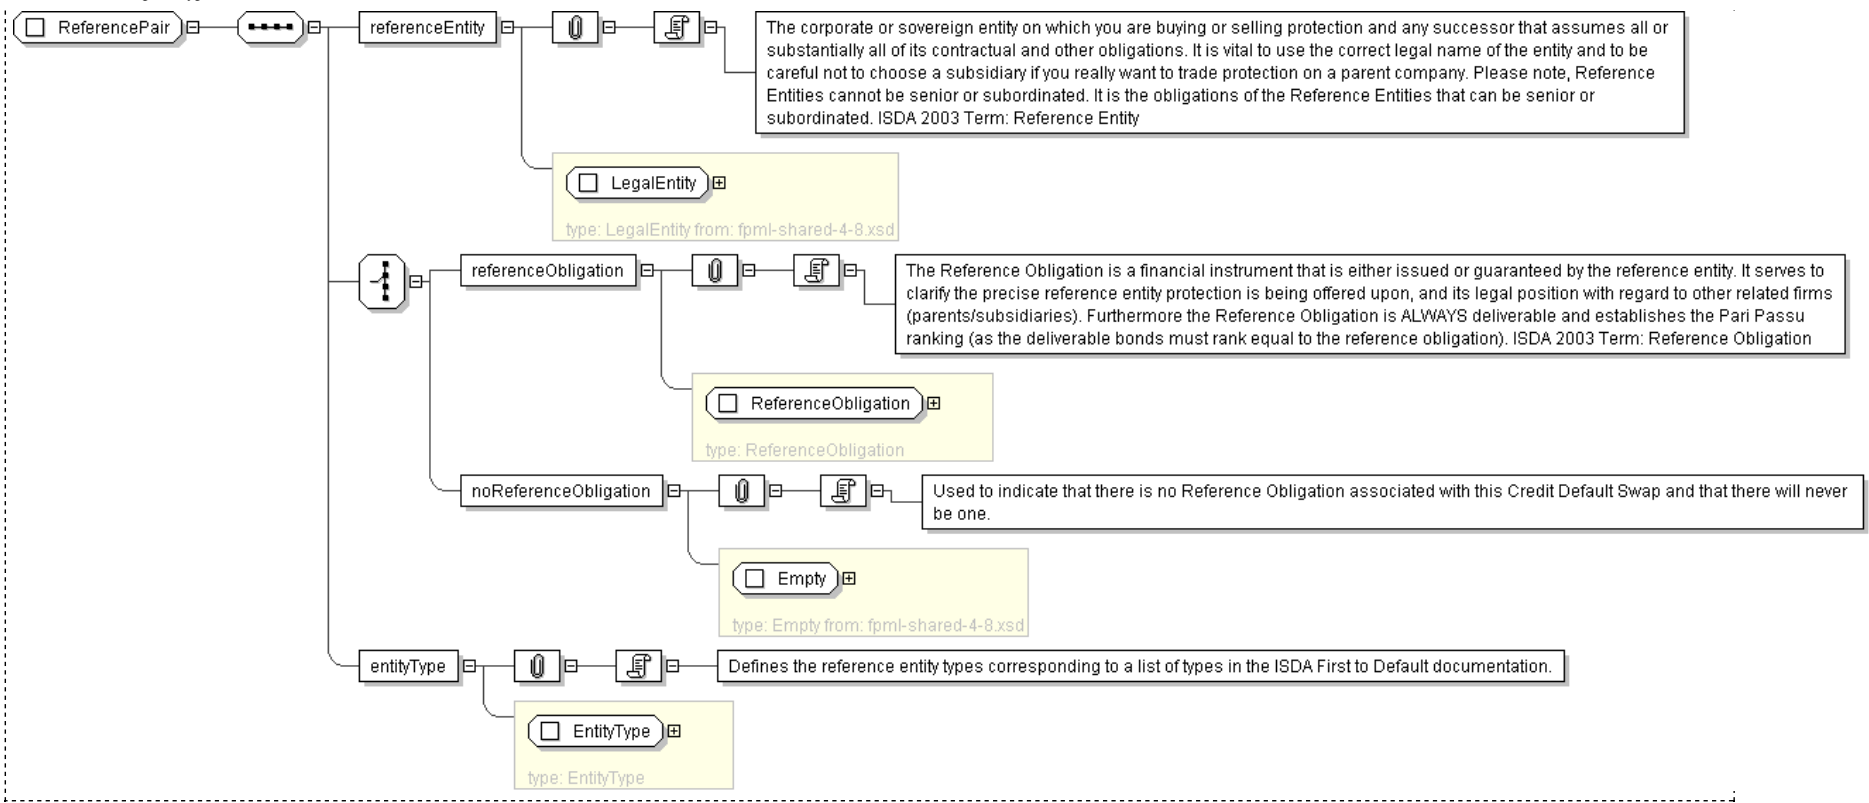 ReferencePair
referenceEntity
The corporate or sovereign entity on which you are buying or selling protection and any successor that assumes all or
substantially all of its contractual and other obligations. It is vital to use the correct legal name of the entity and to be
careful not to choose a subsidiary if you really want to trade protection on a parent company. Please note, Reference
Entities cannot be senior or subordinated. It is the obligations of the Reference Entities that can be senior or
subordinated. ISDA 2003 Term: Reference Entity
LegalEntity
type: LegalEntity from: fpml-shared-4-8.xsd
referenceObligation
The Reference Obligation is a financial instrument that is either issued or guaranteed by the reference entity. It serves to
clarify the precise reference entity protection is being offered upon, and its legal position with regard to other related firms
(parents/subsidiaries). Furthermore the Reference Obligation is ALWAYS deliverable and establishes the Pari Passu
ranking (as the deliverable bonds must rank equal to the reference obligation). ISDA 2003 Term: Reference Obligation
ReferenceObligation
type: ReferenceObligation
noReferenceObligation
Used to indicate that there is no Reference Obligation associated with this Credit Default Swap and that there will never
be one.
Empty
type: Empty from: fpml-shared-4-8.xsd
entityType
Defines the reference entity types corresponding to a list of types in the ISDA First to Default documentation.
EntityType
type: EntityType